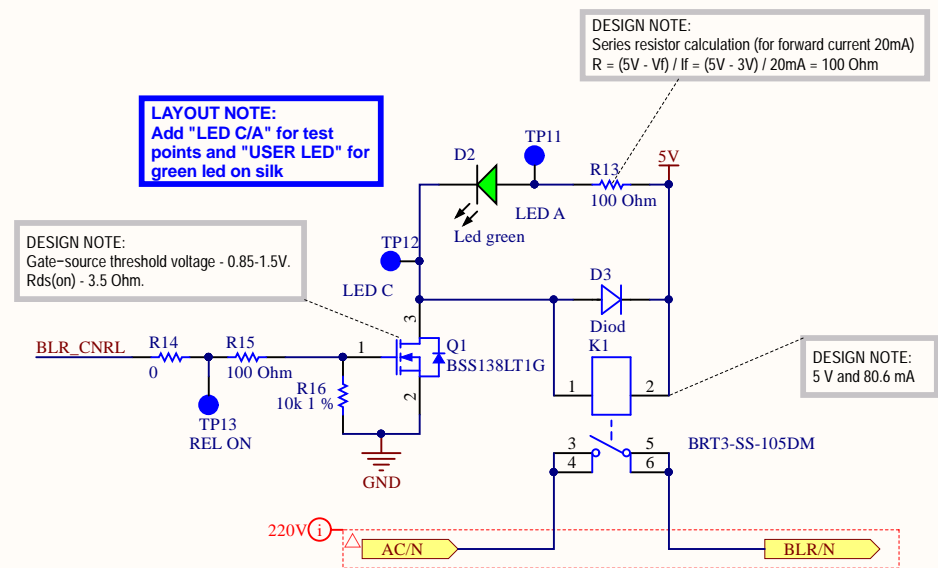 DESIGN NOTE:
Series resistor calculation (for forward current 20mA)
R = (5V - Vf) / If = (5V - 3V) / 20mA = 100 Ohm
LAYOUT NOTE:
Add "LED C/A" for test
points and "USER LED" for
green led on silk
TP11
D2
5V
R13
100 Ohm
LED A
Led green
DESIGN NOTE:
Gate-source threshold voltage - 0.85-1.5V.
Rds(on) - 3.5 Ohm.
TP12
LED C
D3
Diod
K1
3
BLR_CNRL
R14
0
R15
100 Ohm
1
Q1
BSS138LT1G
2
R16
10k 1 %
TP13
REL ON
GND
1
2
DESIGN NOTE:
5 V and 80.6 mA
3
4
5
6
BRT3-SS-105DM
220V
i
AC/N
BLR/N